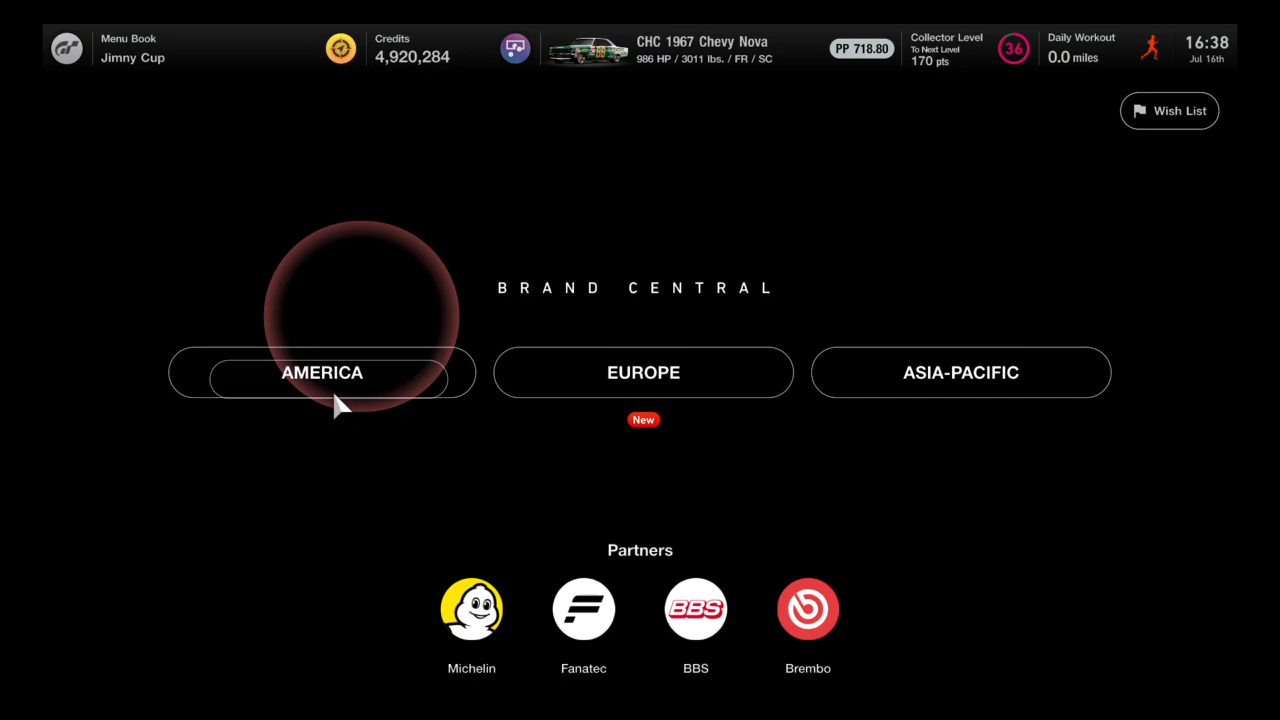 Menu Book
Jimny Cup
Credits
4,920,284
CHC 1967 Chevy Nova
986 HP / 3011 lbs. / FR / SC
PP 718.80
Collector Level
To Next Level
170 pts
36
Daily Workout
0.0 miles
16:38
Jul 16th
Wish List
BRAND CENTRAL
AMERICA
EUROPE
ASIA-PACIFIC
New
Partners
BBS
Michelin
Fanatec
BBS
Brembo